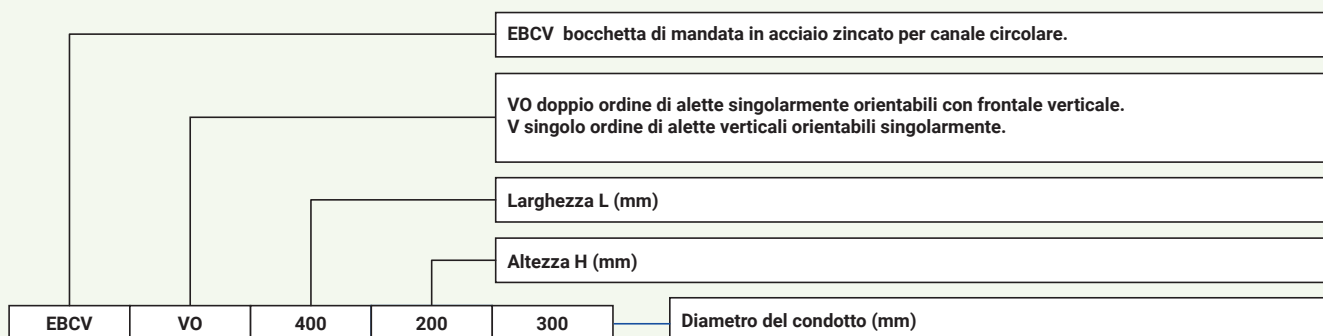 EBCV bocchetta di mandata in acciaio zincato per canale circolare.
VO doppio ordine di alette singolarmente orientabili con frontale verticale.
V singolo ordine di alette verticali orientabili singolarmente.
Larghezza L (mm)
Altezza H (mm)
EBCV VO 400 200 300 Diametro del condotto (mm)